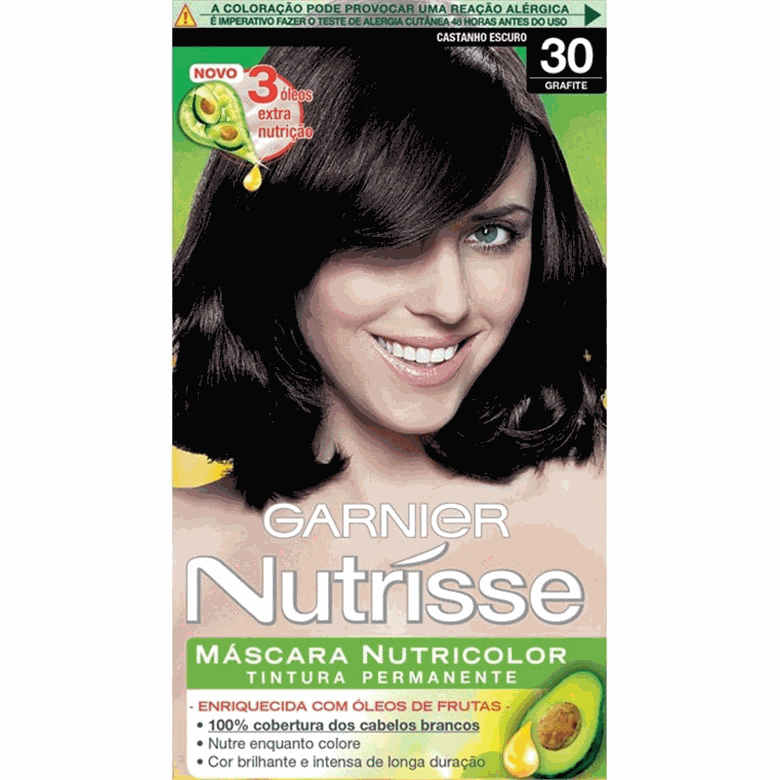 A COLORAÇÃO PODE PROVOCAR UMA REAÇÃO ALÉRGICA
É IMPERATIVO FAZER O TESTE DE ALERGIA CUTÂNEA 48 HORAS ANTES DO USO
CASTANHO ESCURO
30
GRAFITE
NOVO
3 óleos
extra
nutrição
GARNIER
Nutrisse
MÁSCARA NUTRICOLOR
TINTURA PERMANENTE
- ENRIQUECIDA COM ÓLEOS DE FRUTAS -
• 100% cobertura dos cabelos brancos
• Nutre enquanto colore
• Cor brilhante e intensa de longa duração